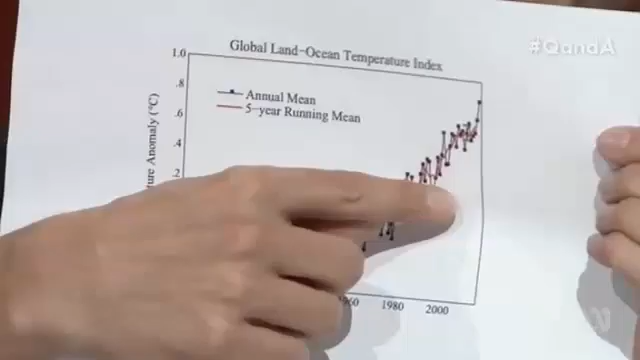 #QandA
Global Land-Ocean Temperature Index
1.0
Annual Mean
.8
5-year Running Mean
.6
.4
.2
ture Anomaly (°C)
1980
2000